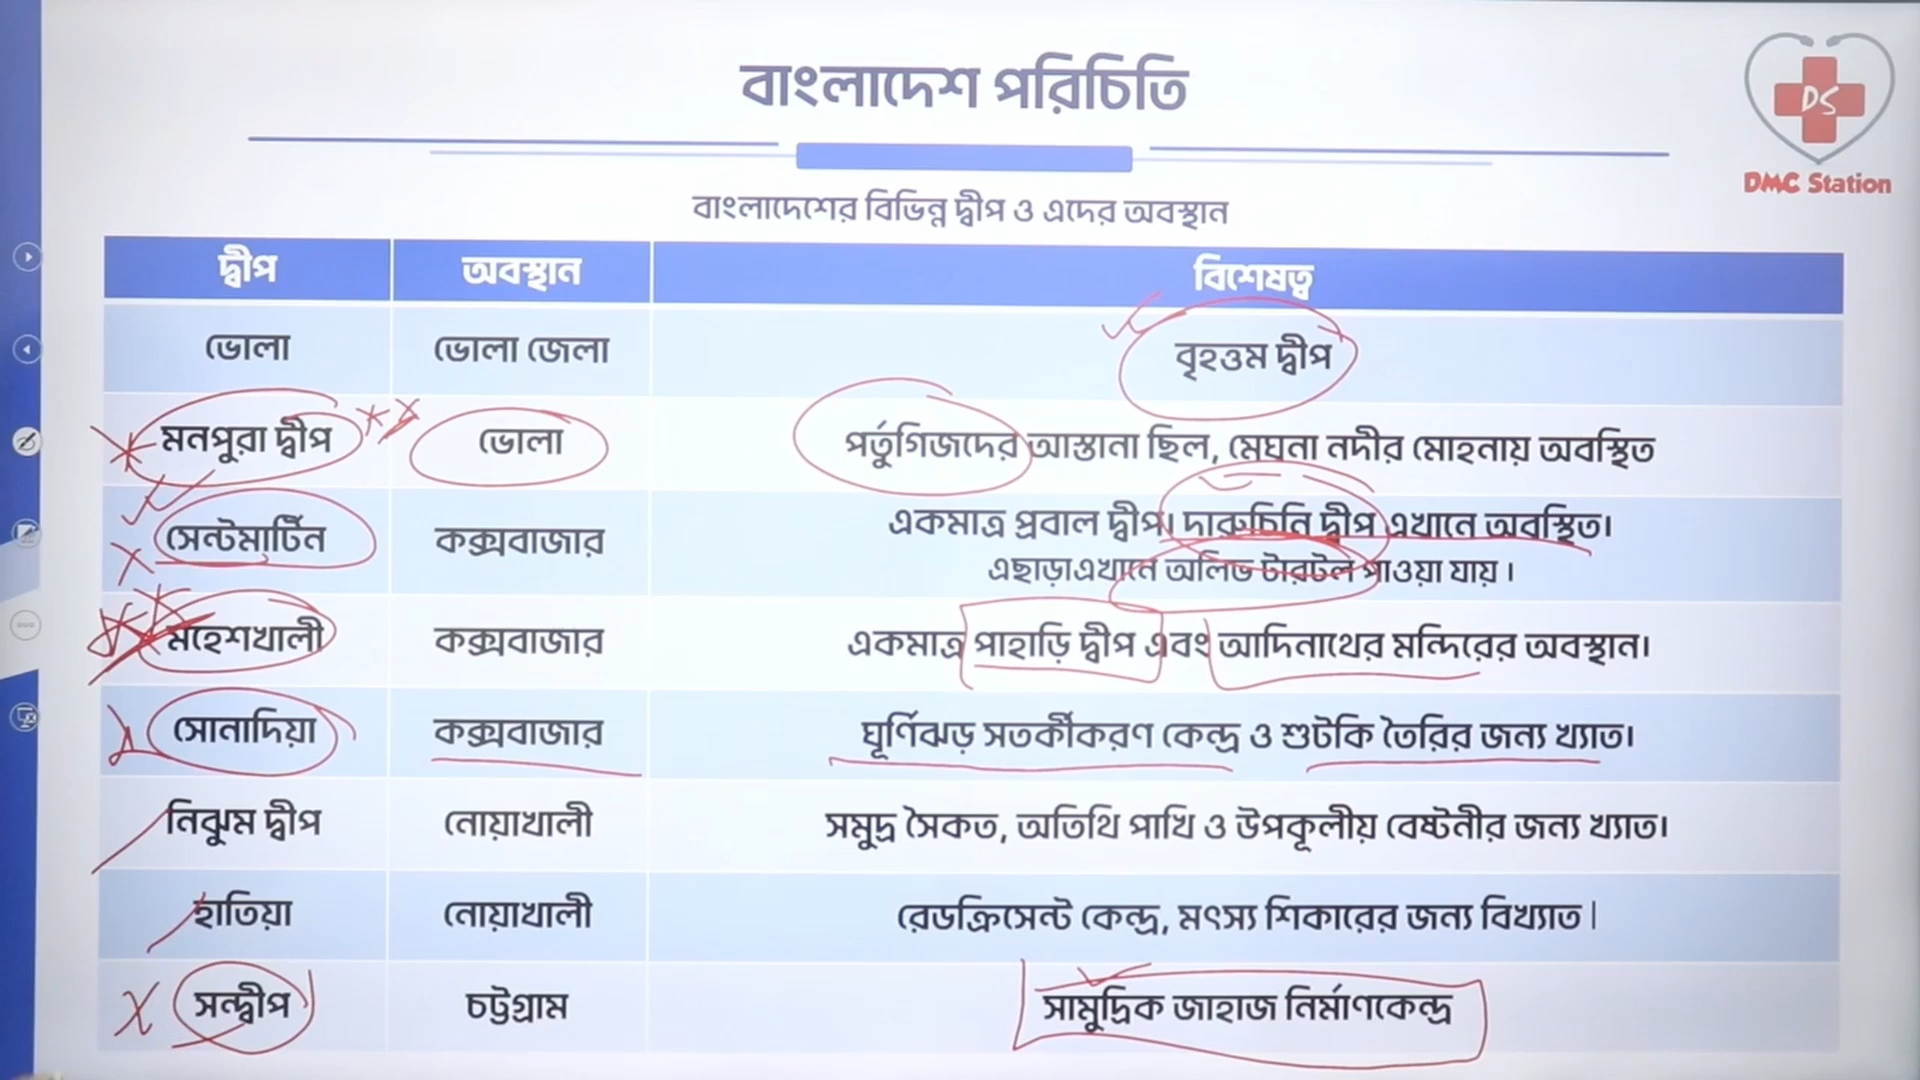 বাংলাদেশ পরিচিতি
DS
DMC Station
বাংলাদেশের বিভিন্ন দ্বীপ ও এদের অবস্থান
দ্বীপ অবস্থান বিশেষত্ব
ভোলা ভোলা জেলা বৃহত্তম দ্বীপ
মনপুরা দ্বীপ ভোলা পর্তুগিজদের আস্তানা ছিল, মেঘনা নদীর মোহনায় অবস্থিত
সেন্টমার্টিন কক্সবাজার একমাত্র প্রবাল দ্বীপ। দারুচিনি দ্বীপ এখানে অবস্থিত।
এছাড়াএখানে অলিভ টারটল পাওয়া যায়।
মহেশখালী কক্সবাজার একমাত্র পাহাড়ি দ্বীপ এবং আদিনাথের মন্দিরের অবস্থান।
সোনাদিয়া কক্সবাজার ঘূর্ণিঝড় সতর্কীকরণ কেন্দ্র ও শুটকি তৈরির জন্য খ্যাত।
নিঝুম দ্বীপ নোয়াখালী সমুদ্র সৈকত, অতিথি পাখি ও উপকূলীয় বেষ্টনীর জন্য খ্যাত।
হাতিয়া নোয়াখালী রেডক্রিসেন্ট কেন্দ্র, মৎস্য শিকারের জন্য বিখ্যাত|
সন্দ্বীপ চট্টগ্রাম সামুদ্রিক জাহাজ নির্মাণকেন্দ্র